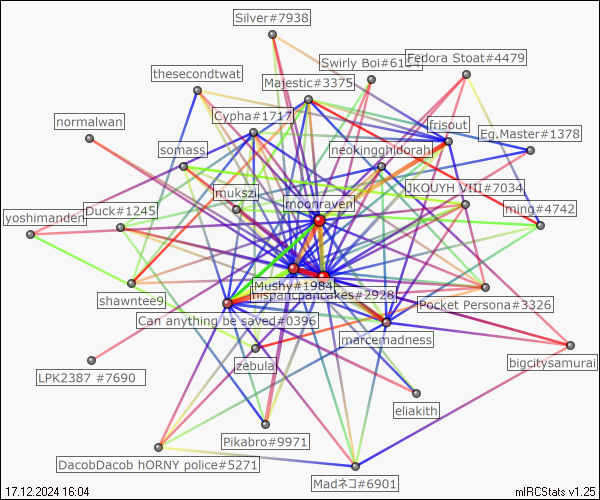 Silver#7938
Swirly Boi#6164
Fedora Stoat#4479
thesecondtwat
Majestic#3375
normalwan
Cypha#1717
frisout
Eg.Master#1378
somass
neokingghidorah
mukszi
JKOUYH VIII#7034
moonraven
yoshimanden
Duck#1245
ming#4742
Mushy#1984
hispanicpancakes#2928
shawntee9
Pocket Persona#3326
Can anything be saved#0396
marcemadness
zebula
bigcitysamurai
LPK2387 #7690
eliakith
Pikabro#9971
DacobDacob hORNY police#5271
Madネコ#6901
17.12.2024 16:04
mIRCStats v1.25